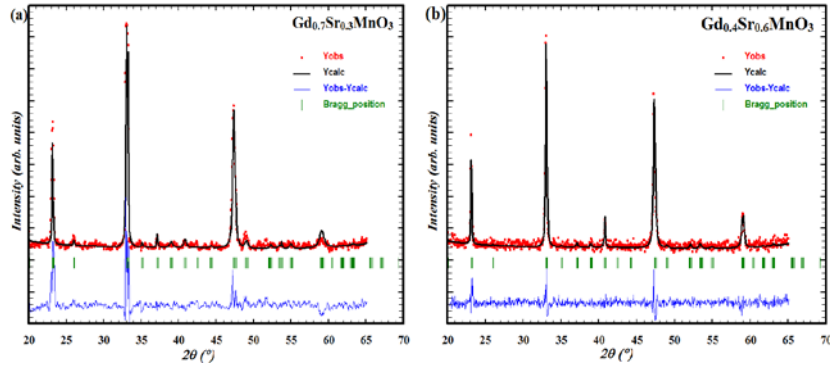 (a)
Gd₀.₇Sr₀.₃MnO₃
Yobs
Ycalc
Yobs-Ycalc
Bragg_position
Intensity (arb. units)
20 25 30 35 40 45 50 55 60 65 70
2θ (°)
(b)
Gd₀.₄Sr₀.₆MnO₃
Yobs
Ycalc
Yobs-Ycalc
Bragg_position
Intensity (arb. units)
20 25 30 35 40 45 50 55 60 65 70
2θ (°)